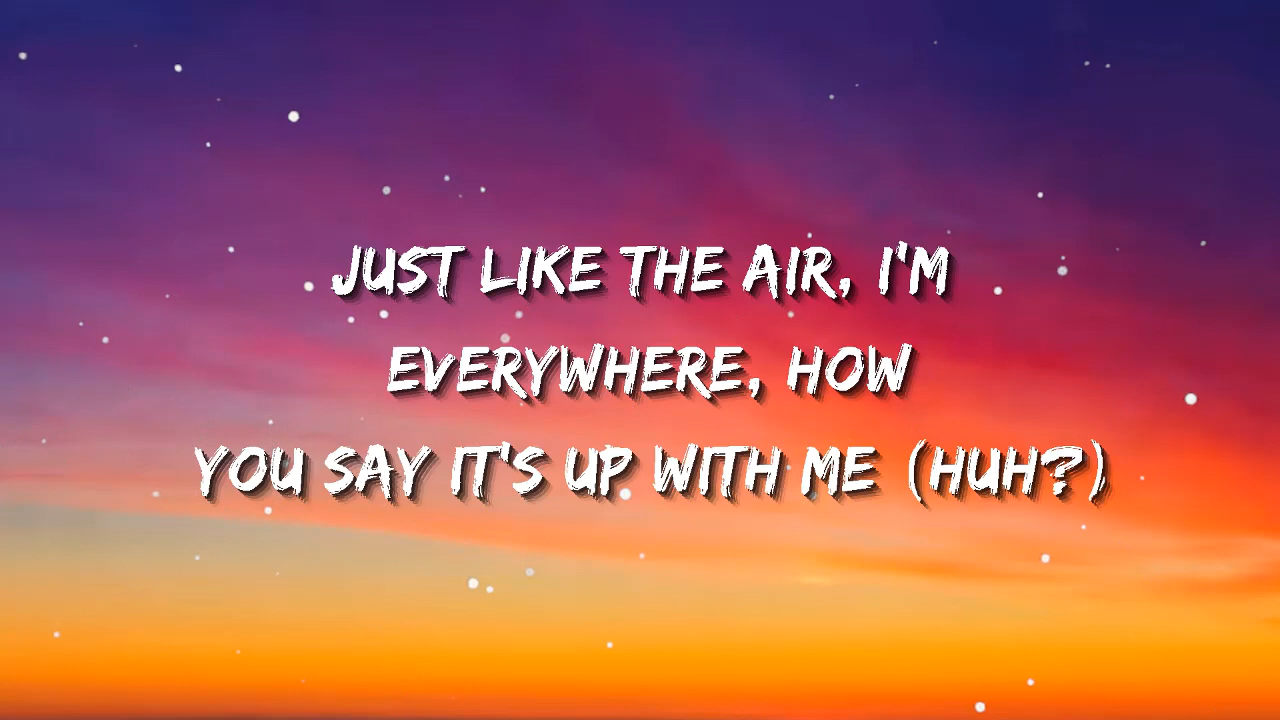 JUST LIKE THE AIR, I'M
EVERYWHERE, HOW
YOU SAY IT'S UP WITH ME (HUH?)